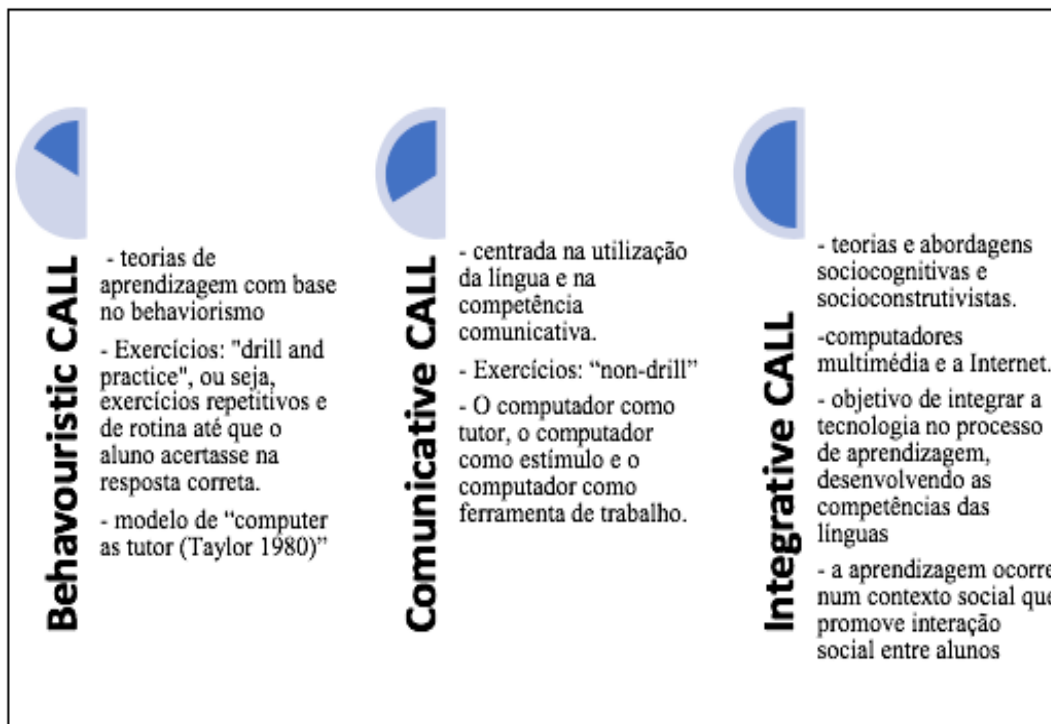 Behavouristic CALL
- teorias de
aprendizagem com base
no behaviorismo
- Exercícios: "drill and
practice", ou seja,
exercícios repetitivos e
de rotina até que o
aluno acertasse na
resposta correta.
- modelo de “computer
as tutor (Taylor 1980)”
Comunicative CALL
- centrada na utilização
da língua e na
competência
comunicativa.
- Exercícios: “non-drill”
- O computador como
tutor, o computador
como estímulo e o
computador como
ferramenta de trabalho.
Integrative CALL
- teorias e abordagens
sociocognitivas e
socioconstrutivistas.
-computadores
multimédia e a Internet.
- objetivo de integrar a
tecnologia no processo
de aprendizagem,
desenvolvendo as
competências das
línguas
- a aprendizagem ocorre
num contexto social que
promove interação
social entre alunos